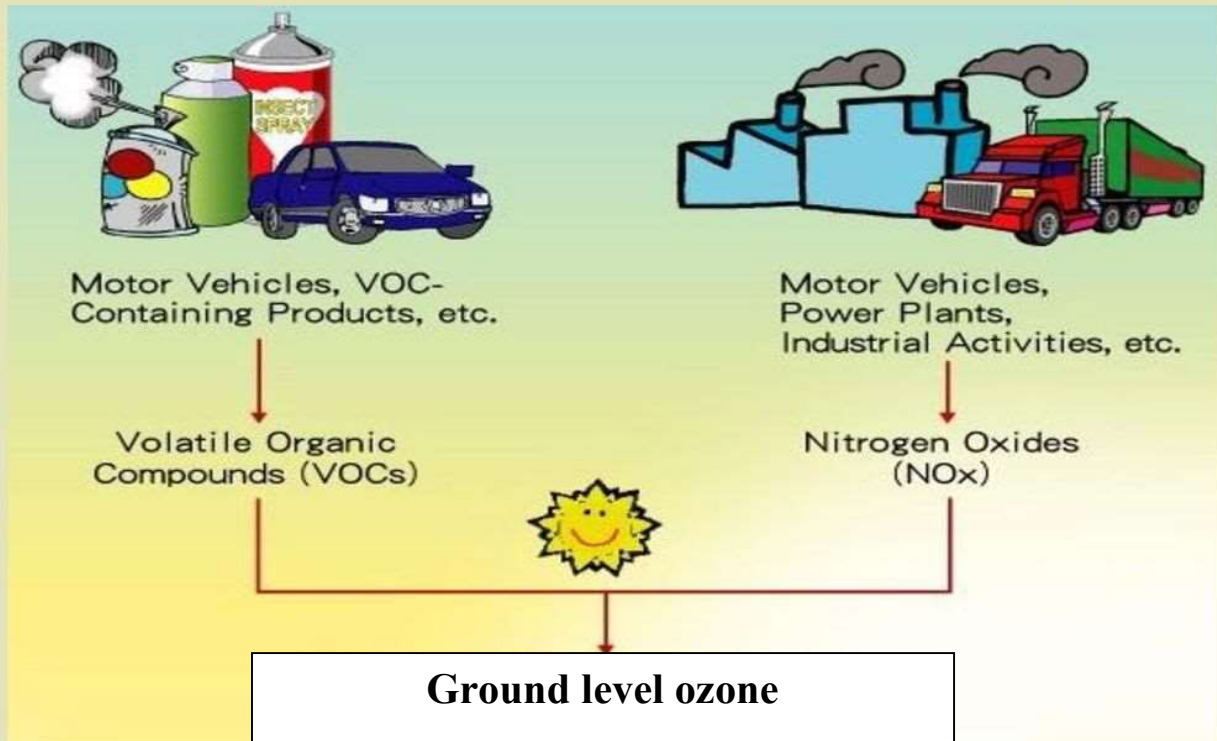 INSECT
SPRAY
Motor Vehicles, VOC-
Containing Products, etc.
Motor Vehicles,
Power Plants,
Industrial Activities, etc.
Volatile Organic
Compounds (VOCs)
Nitrogen Oxides
(NOx)
Ground level ozone